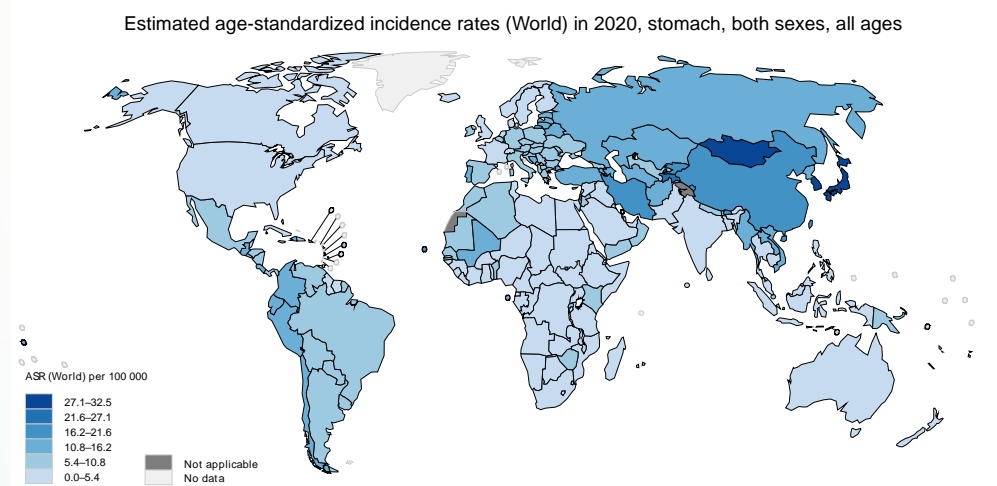 Estimated age-standardized incidence rates (World) in 2020, stomach, both sexes, all ages
ASR (World) per 100 000
27.1–32.5
21.6–27.1
16.2–21.6
10.8–16.2
5.4–10.8
0.0–5.4
Not applicable
No data